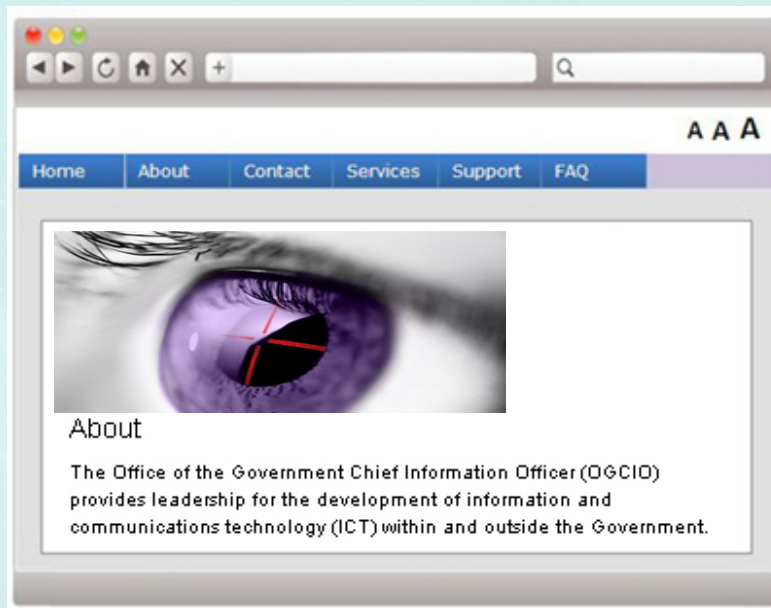 A A A
Home About Contact Services Support FAQ
About
The Office of the Government Chief Information Officer (OGCIO)
provides leadership for the development of information and
communications technology (ICT) within and outside the Government.